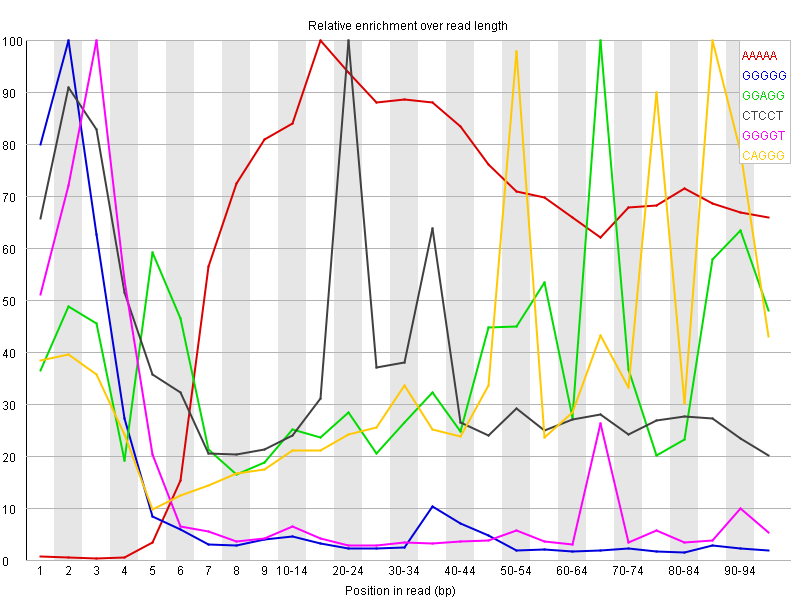 Relative enrichment over read length
100
90
80
70
60
50
40
30
20
10
0
AAAAA
GGGGG
GGAGG
CTCCT
GGGGT
CAGGG
1 2 3 4 5 6 7 8 9 10-14 20-24 30-34 40-44 50-54 60-64 70-74 80-84 90-94
Position in read (bp)